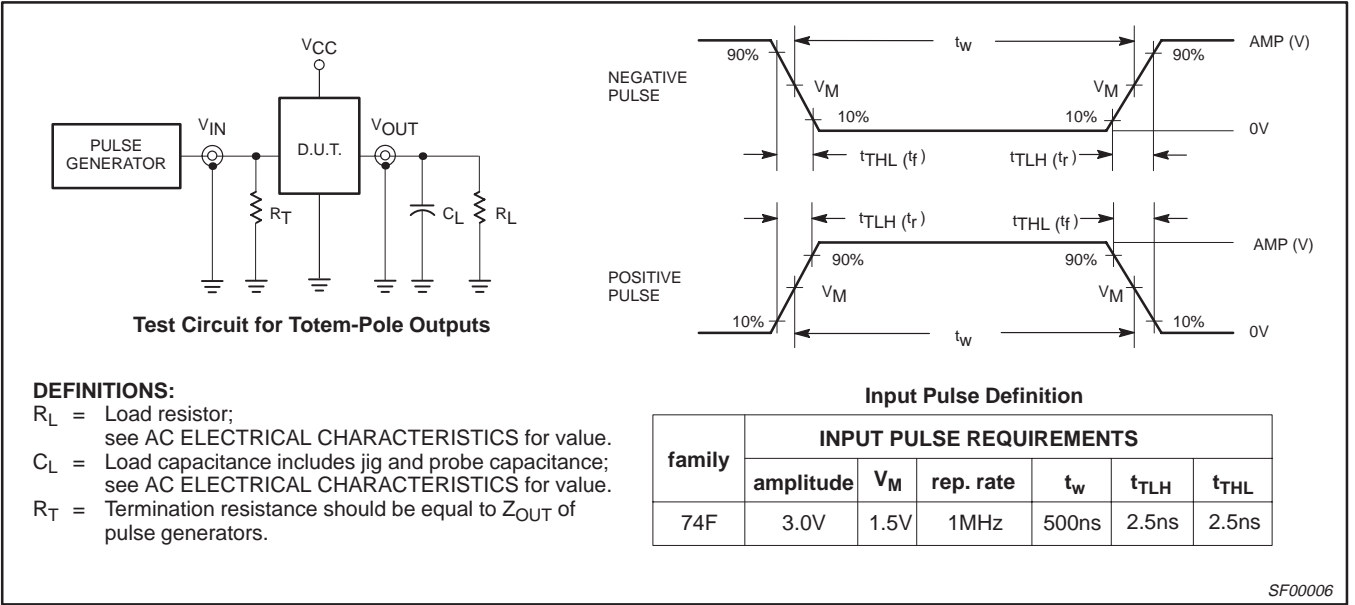 VCC
VIN
VOUT
PULSE
GENERATOR
D.U.T.
RT
CL
RL
Test Circuit for Totem-Pole Outputs
NEGATIVE
PULSE
90%
tW
90%
AMP (V)
VM
VM
10%
10%
0V
tTHL (tf)
tTLH (tr)
tTLH (tr)
tTHL (tf)
AMP (V)
90%
90%
POSITIVE
PULSE
VM
VM
10%
10%
tW
0V
DEFINITIONS:
RL = Load resistor;
see AC ELECTRICAL CHARACTERISTICS for value.
CL = Load capacitance includes jig and probe capacitance;
see AC ELECTRICAL CHARACTERISTICS for value.
RT = Termination resistance should be equal to ZOUT of
pulse generators.
Input Pulse Definition
family
INPUT PULSE REQUIREMENTS
amplitude VM rep. rate tw tTLH tTHL
74F 3.0V 1.5V 1MHz 500ns 2.5ns 2.5ns
SF00006